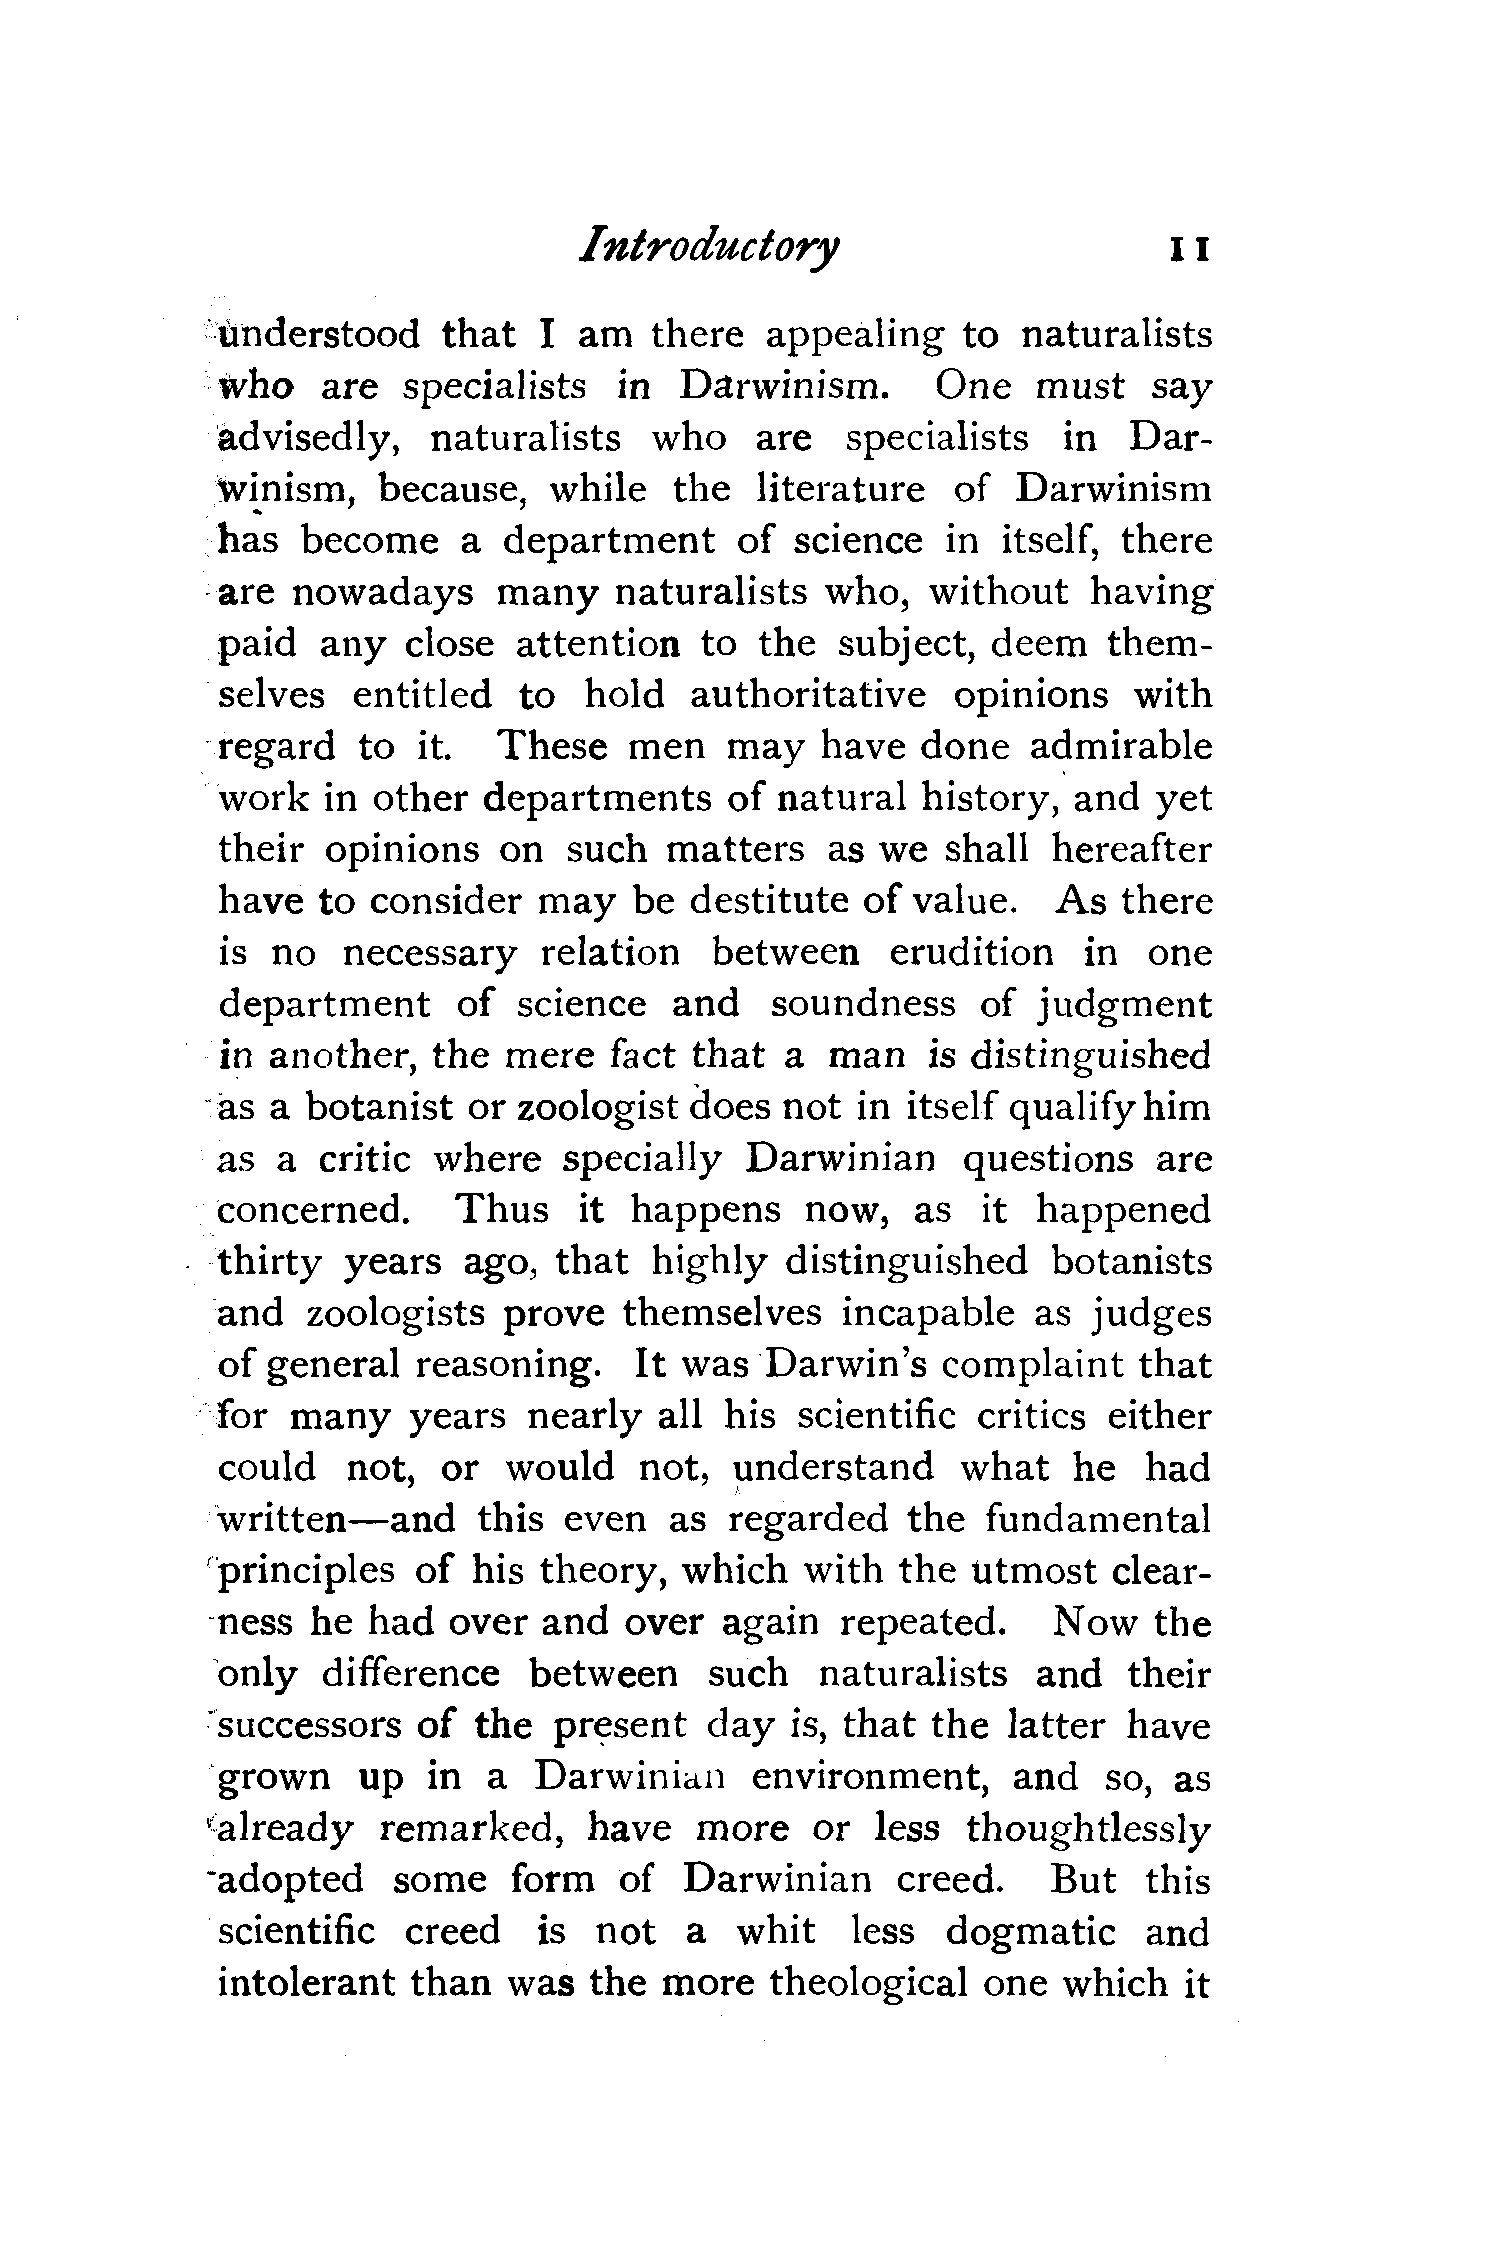 Introductory 11
understood that I am there appealing to naturalists
who are specialists in Darwinism. One must say
advisedly, naturalists who are specialists in Dar-
winism, because, while the literature of Darwinism
has become a department of science in itself, there
are nowadays many naturalists who, without having
paid any close attention to the subject, deem them-
selves entitled to hold authoritative opinions with
regard to it. These men may have done admirable
work in other departments of natural history, and yet
their opinions on such matters as we shall hereafter
have to consider may be destitute of value. As there
is no necessary relation between erudition in one
department of science and soundness of judgment
in another, the mere fact that a man is distinguished
as a botanist or zoologist does not in itself qualify him
as a critic where specially Darwinian questions are
concerned. Thus it happens now, as it happened
thirty years ago, that highly distinguished botanists
and zoologists prove themselves incapable as judges
of general reasoning. It was Darwin's complaint that
for many years nearly all his scientific critics either
could not, or would not, understand what he had
written—and this even as regarded the fundamental
principles of his theory, which with the utmost clear-
ness he had over and over again repeated. Now the
only difference between such naturalists and their
successors of the present day is, that the latter have
grown up in a Darwinian environment, and so, as
already remarked, have more or less thoughtlessly
adopted some form of Darwinian creed. But this
scientific creed is not a whit less dogmatic and
intolerant than was the more theological one which it